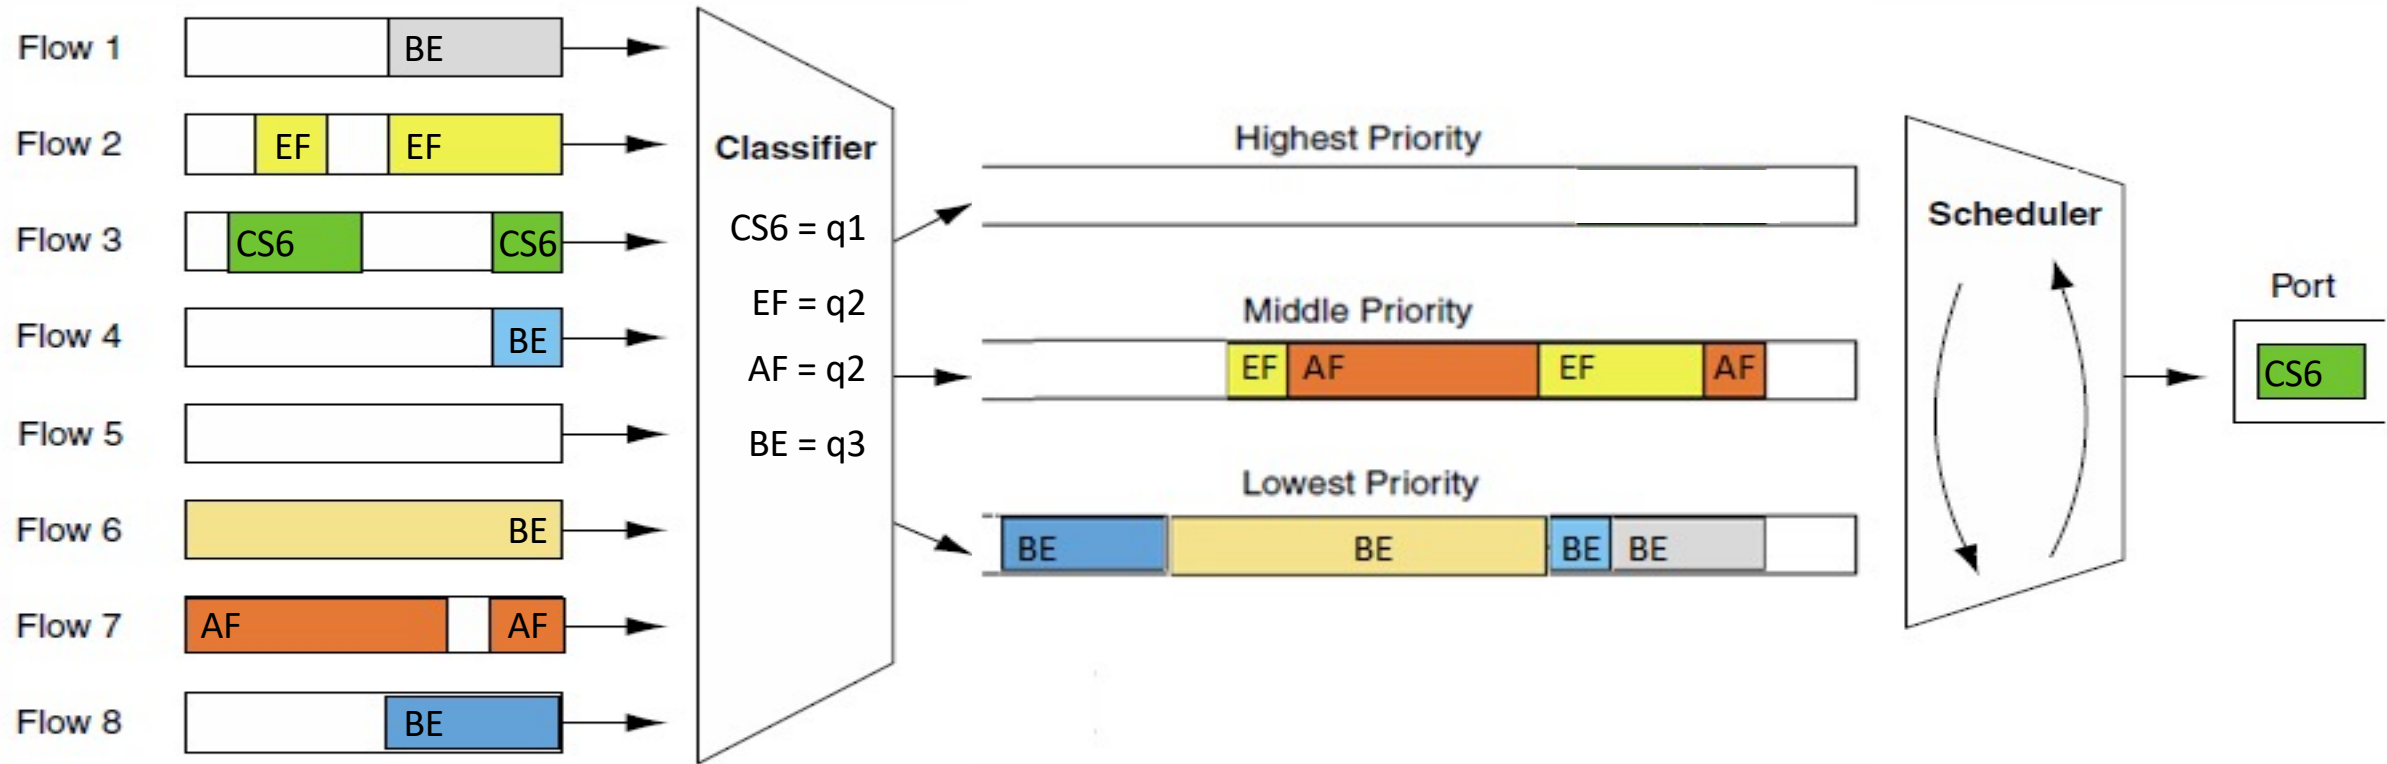 Flow 1
BE
Flow 2
EF
EF
Flow 3
CS6
CS6
Flow 4
BE
Flow 5
Flow 6
BE
Flow 7
AF
AF
Flow 8
BE
Classifier
CS6 = q1
EF = q2
AF = q2
BE = q3
Highest Priority
Middle Priority
EF
AF
EF
AF
Lowest Priority
BE
BE
BE
BE
Scheduler
Port
CS6